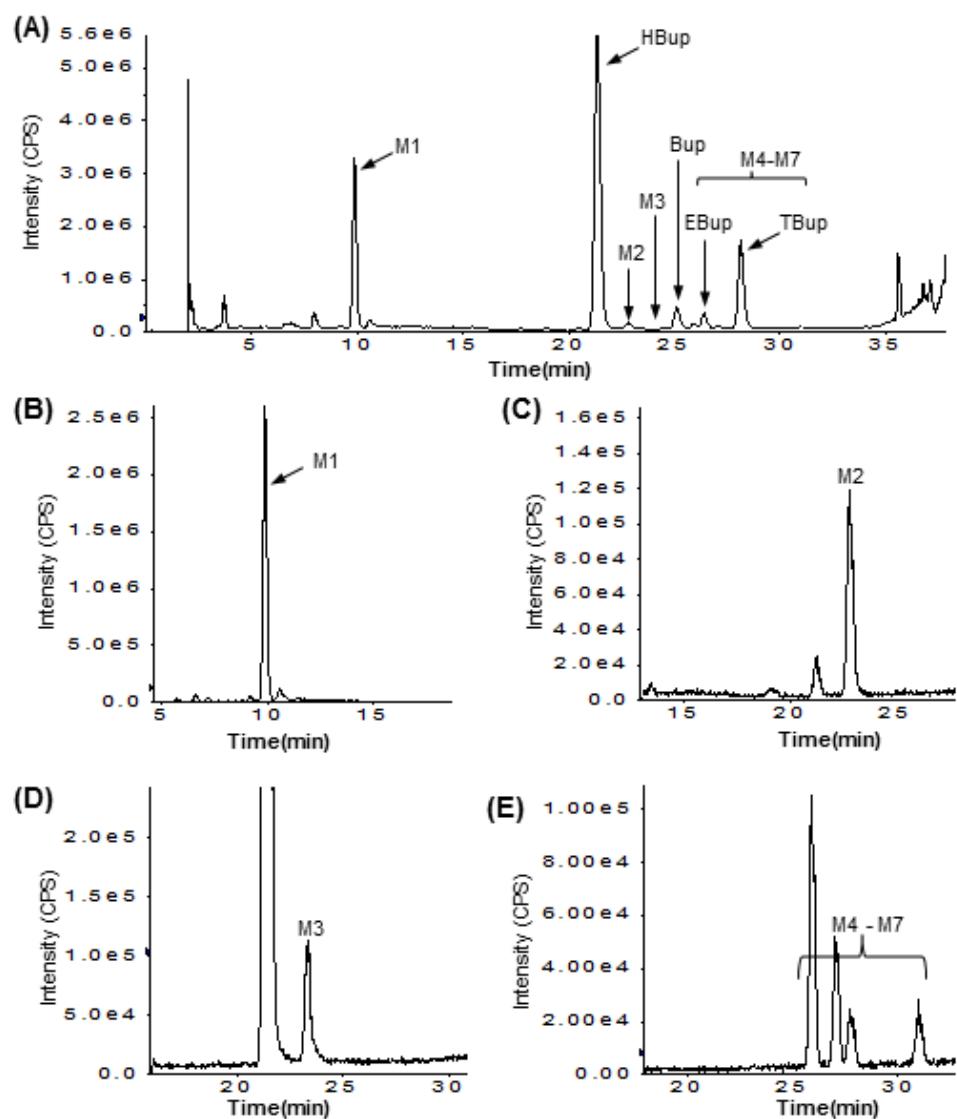 (A)
Intensity (CPS)
5.6e6
5.0e6
4.0e6
3.0e6
2.0e6
1.0e6
0.0
HBup
M1
Bup
M4-M7
M3
EBup
TBup
M2
5 10 15 20 25 30 35
Time(min)
(B)
Intensity (CPS)
2.5e6
2.0e6
1.5e6
1.0e6
5.0e5
0.0
M1
5 10 15
Time(min)
(C)
Intensity (CPS)
1.6e5
1.4e5
1.2e5
1.0e5
8.0e4
6.0e4
4.0e4
2.0e4
0.0
M2
15 20 25
Time(min)
(D)
Intensity (CPS)
2.0e5
1.5e5
1.0e5
5.0e4
0.0
M3
20 25 30
Time(min)
(E)
Intensity (CPS)
1.00e5
8.00e4
6.00e4
4.00e4
2.00e4
0.00
M4 - M7
20 25 30
Time(min)